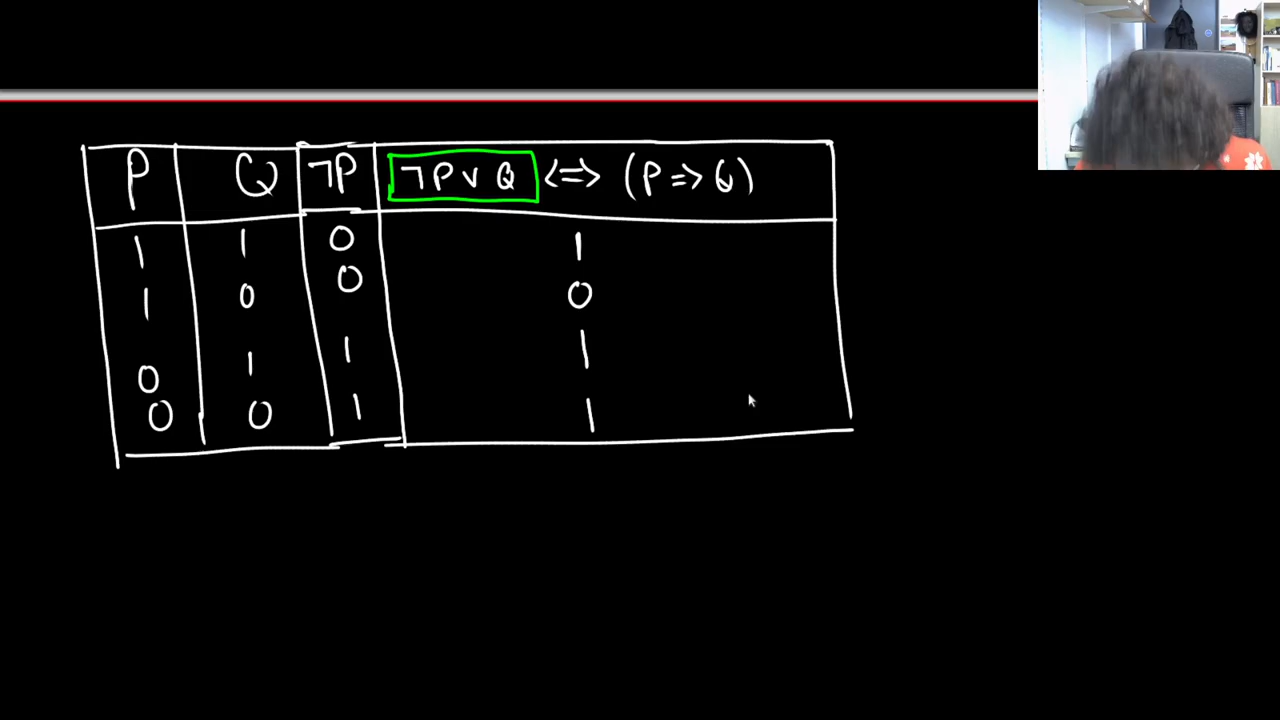 P Q ¬P ¬P ∨ Q <=> (P => Q)
1 1 0 1
1 0 0 0
0 1 1 1
0 0 1 1